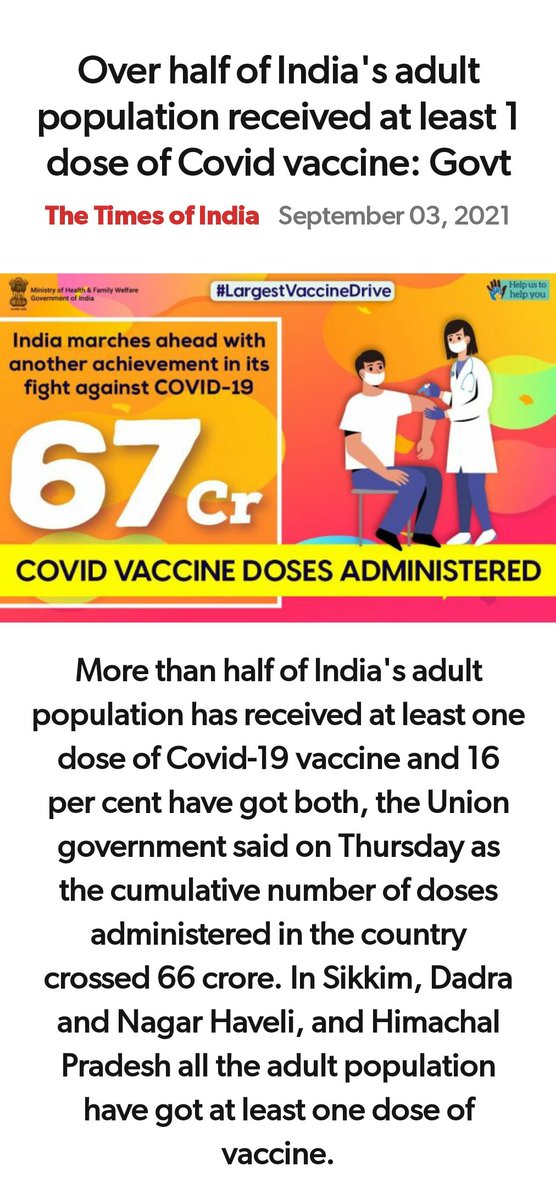 Over half of India's adult
population received at least 1
dose of Covid vaccine: Govt
The Times of India September 03, 2021
Ministry of Health & Family Welfare
Government of India
#LargestVaccineDrive
Help us to
help you
India marches ahead with
another achievement in its
fight against COVID-19
67 Cr
COVID VACCINE DOSES ADMINISTERED
More than half of India's adult
population has received at least one
dose of Covid-19 vaccine and 16
per cent have got both, the Union
government said on Thursday as
the cumulative number of doses
administered in the country
crossed 66 crore. In Sikkim, Dadra
and Nagar Haveli, and Himachal
Pradesh all the adult population
have got at least one dose of
vaccine.